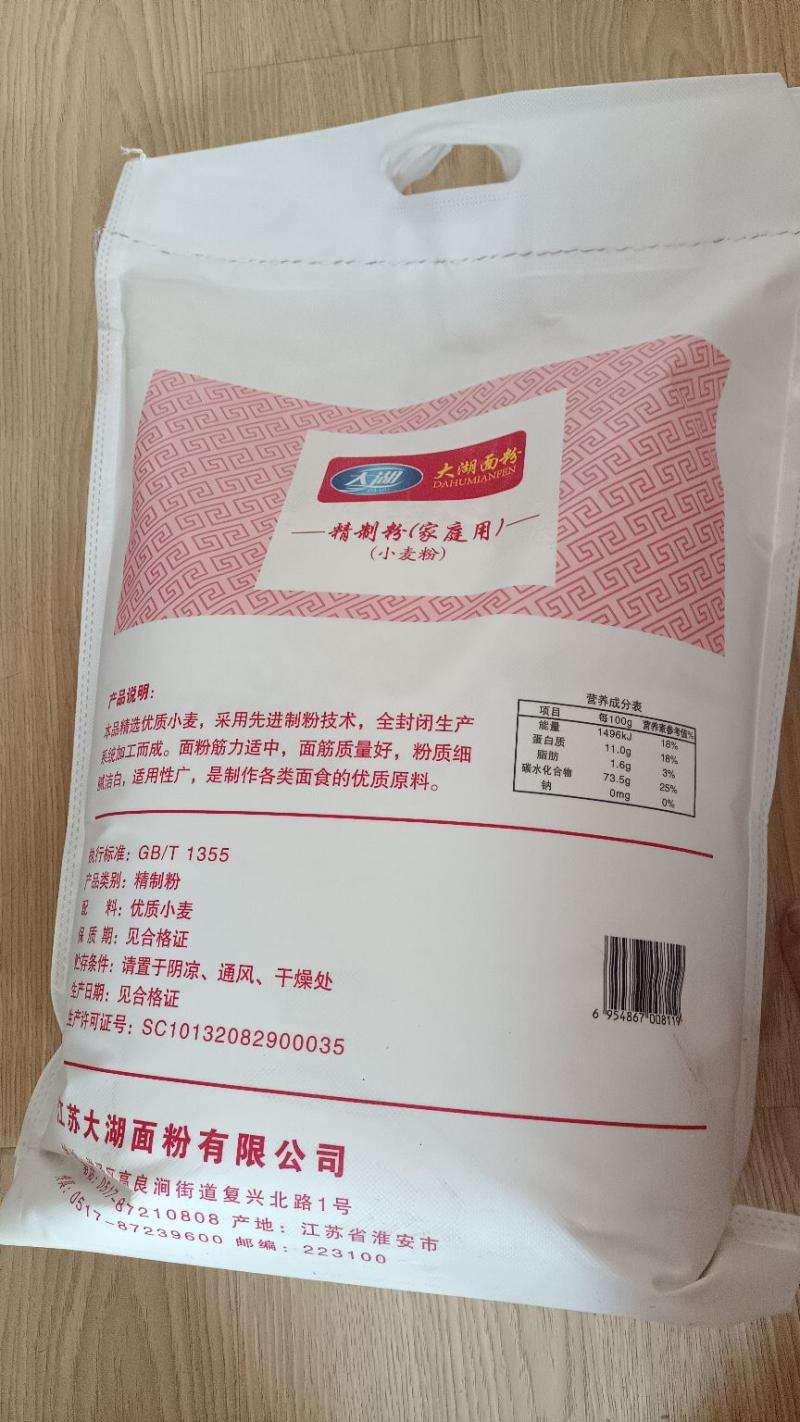 大湖
大湖面粉
DAHUMIANFEN
精制粉(家庭用)
(小麦粉)
产品说明:
本品精选优质小麦,采用先进制粉技术,全封闭生产
系统加工而成。面粉筋力适中,面筋质量好,粉质细
腻洁白,适用性广,是制作各类面食的优质原料。
营养成分表
项目 每100g 营养素参考值%
能量 1496kJ 18%
蛋白质 11.0g 18%
脂肪 1.6g 3%
碳水化合物 73.5g 25%
钠 0mg 0%
执行标准: GB/T 1355
产品类别: 精制粉
配 料: 优质小麦
保质期: 见合格证
贮存条件: 请置于阴凉、通风、干燥处
生产日期: 见合格证
生产许可证号: SC10132082900035
6 954867 008119
江苏大湖面粉有限公司
高良涧街道复兴北路1号
0517-87210808 产地: 江苏省淮安市
0517-87239600 邮编: 223100